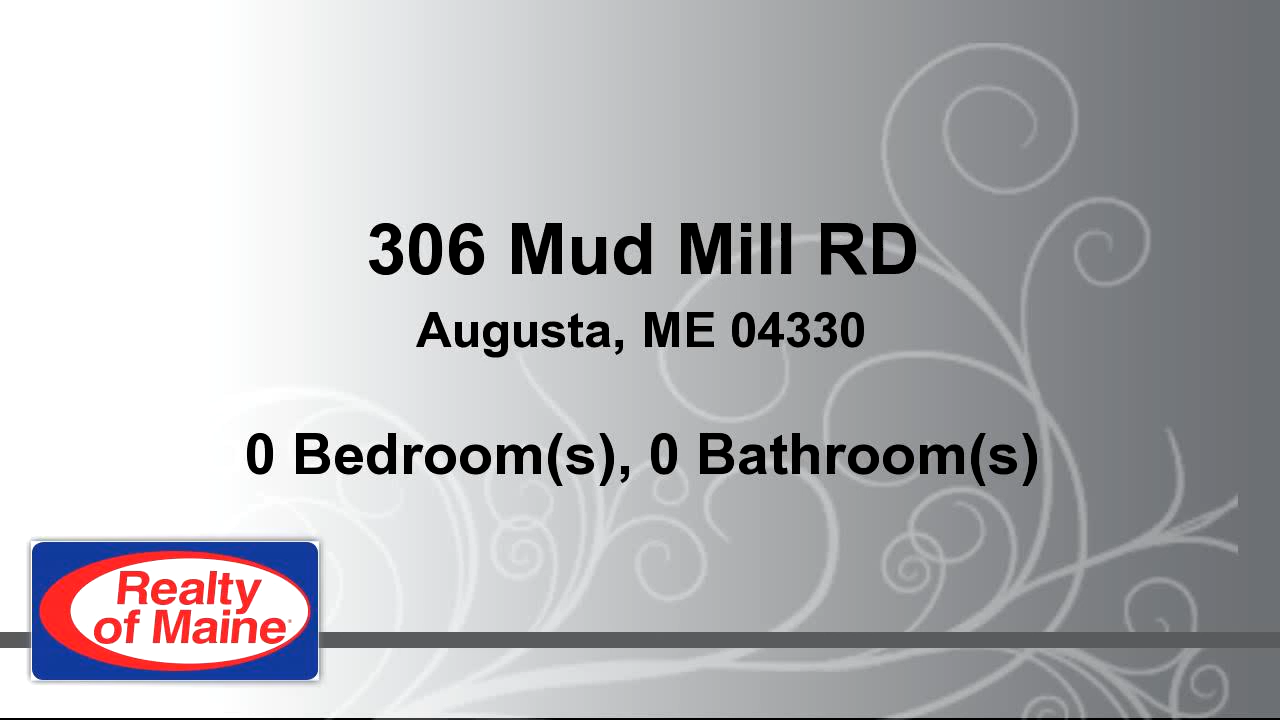 306 Mud Mill RD
Augusta, ME 04330
0 Bedroom(s), 0 Bathroom(s)
Realty
of Maine